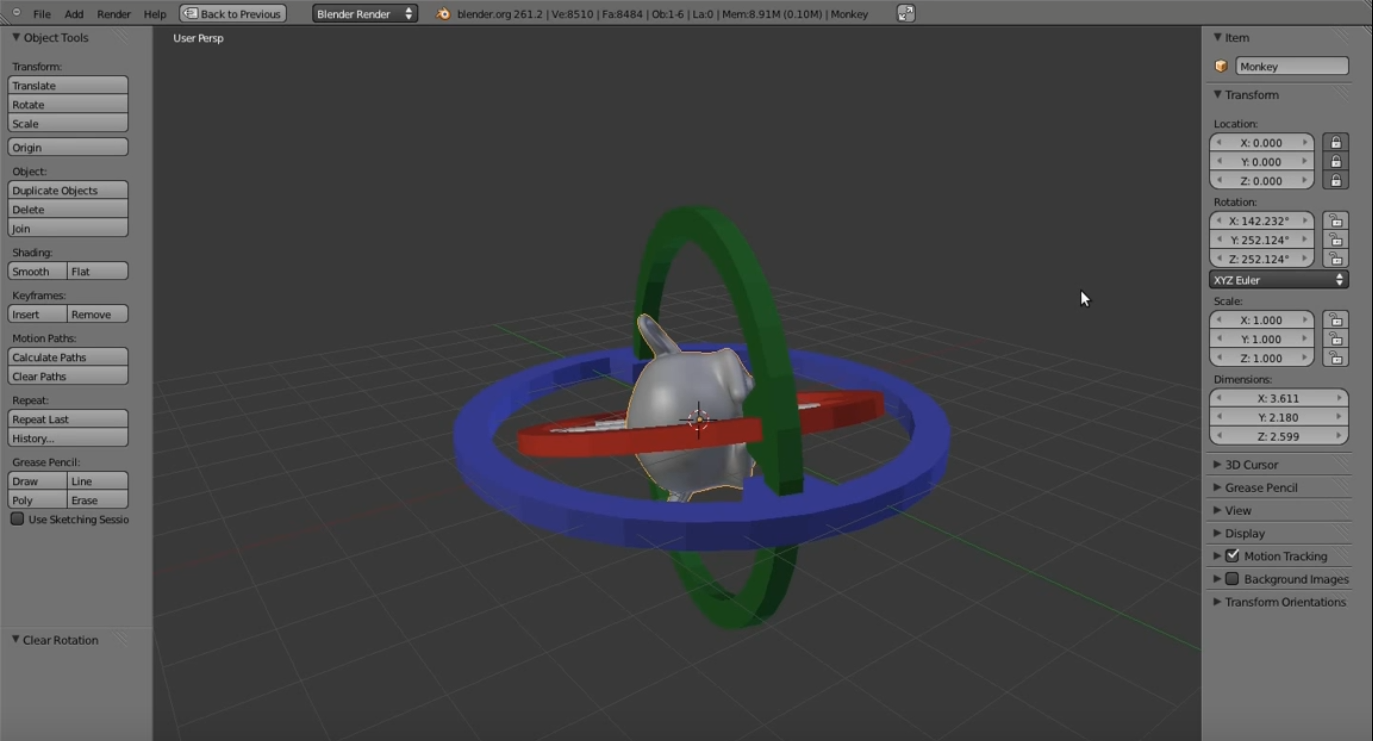 File Add Render Help Back to Previous Blender Render blender.org 261.2 | Ve:8510 | Fa:8484 | Ob:1-6 | La:0 | Mem:8.91M (0.10M) | Monkey
Object Tools
Transform:
Translate
Rotate
Scale
Origin
Object:
Duplicate Objects
Delete
Join
Shading:
Smooth Flat
Keyframes:
Insert Remove
Motion Paths:
Calculate Paths
Clear Paths
Repeat:
Repeat Last
History...
Grease Pencil:
Draw Line
Poly Erase
Use Sketching Sessio
Clear Rotation
User Persp
Item
Monkey
Transform
Location:
X: 0.000
Y: 0.000
Z: 0.000
Rotation:
X: 142.232°
Y: 252.124°
Z: 252.124°
XYZ Euler
Scale:
X: 1.000
Y: 1.000
Z: 1.000
Dimensions:
X: 3.611
Y: 2.180
Z: 2.599
3D Cursor
Grease Pencil
View
Display
Motion Tracking
Background Images
Transform Orientations